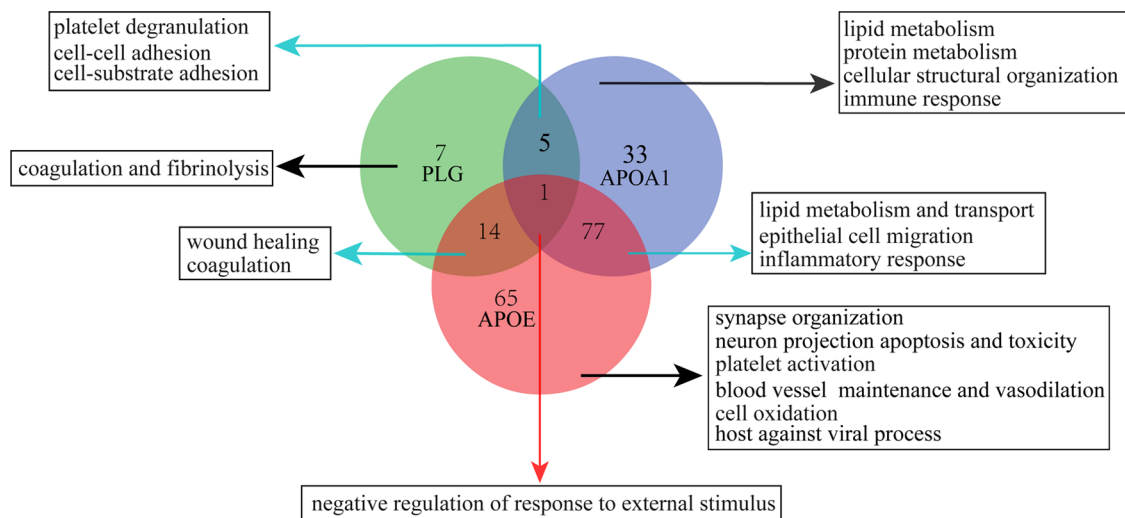 platelet degranulation
cell-cell adhesion
cell-substrate adhesion
lipid metabolism
protein metabolism
cellular structural organization
immune response
coagulation and fibrinolysis
7
PLG
5
33
APOA1
1
14
77
wound healing
coagulation
lipid metabolism and transport
epithelial cell migration
inflammatory response
65
APOE
synapse organization
neuron projection apoptosis and toxicity
platelet activation
blood vessel maintenance and vasodilation
cell oxidation
host against viral process
negative regulation of response to external stimulus